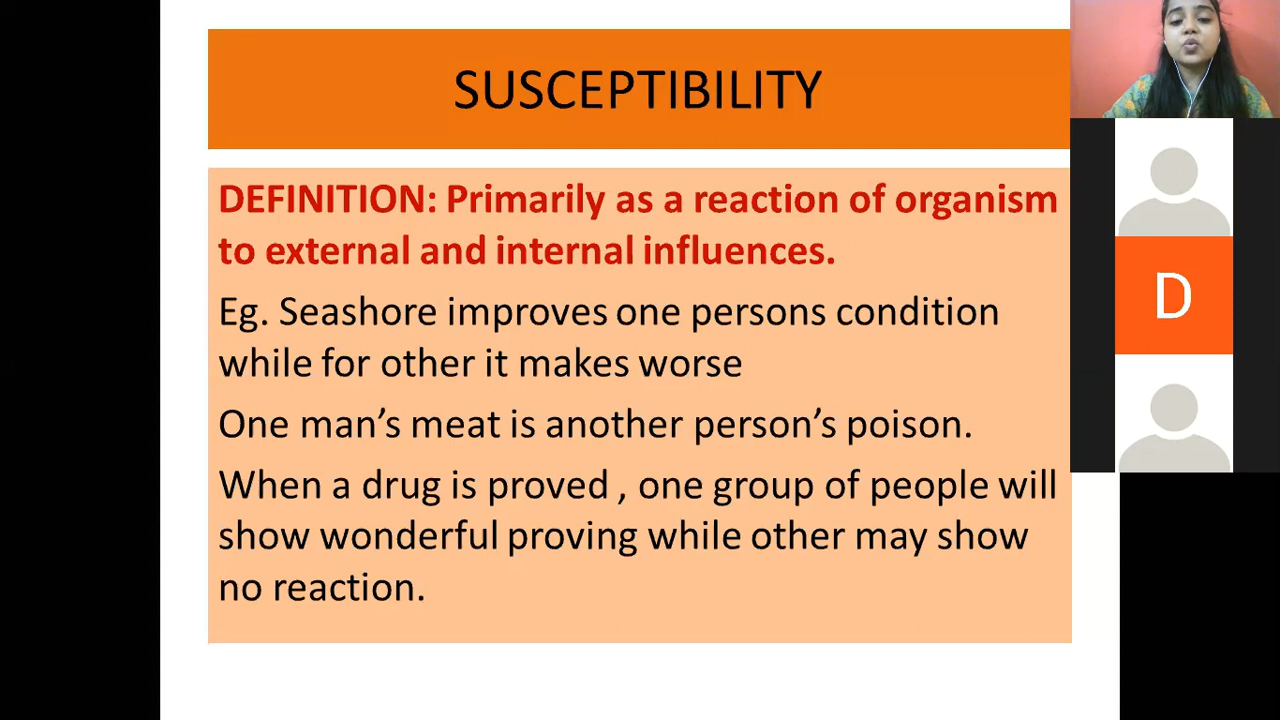 SUSCEPTIBILITY
DEFINITION: Primarily as a reaction of organism
to external and internal influences.
Eg. Seashore improves one persons condition
while for other it makes worse
One man’s meat is another person’s poison.
When a drug is proved , one group of people will
show wonderful proving while other may show
no reaction.
D